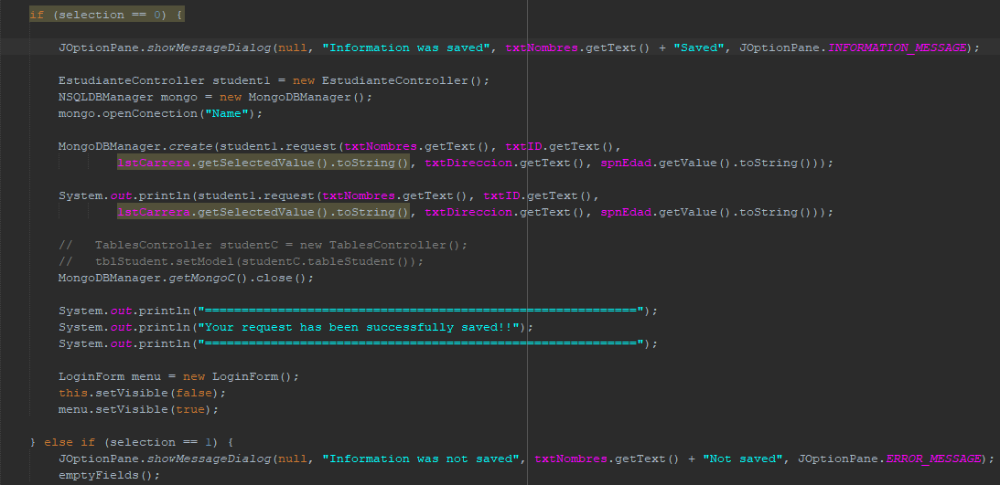 if (selection == 0) {
JOptionPane.showMessageDialog(null, "Information was saved", txtNombres.getText() + "Saved", JOptionPane.INFORMATION_MESSAGE);
EstudianteController student1 = new EstudianteController();
NSQLDBManager mongo = new MongoDBManager();
mongo.openConection("Name");
MongoDBManager.create(student1.request(txtNombres.getText(), txtID.getText(),
lstCarrera.getSelectedValue().toString(), txtDireccion.getText(), spnEdad.getValue().toString()));
System.out.println(student1.request(txtNombres.getText(), txtID.getText(),
lstCarrera.getSelectedValue().toString(), txtDireccion.getText(), spnEdad.getValue().toString()));
// TablesController studentC = new TablesController();
// tblStudent.setModel(studentC.tableStudent());
MongoDBManager.getMongoC().close();
System.out.println("===========================================================");
System.out.println("Your request has been successfully saved!!");
System.out.println("===========================================================");
LoginForm menu = new LoginForm();
this.setVisible(false);
menu.setVisible(true);
} else if (selection == 1) {
JOptionPane.showMessageDialog(null, "Information was not saved", txtNombres.getText() + "Not saved", JOptionPane.ERROR_MESSAGE);
emptyFields();